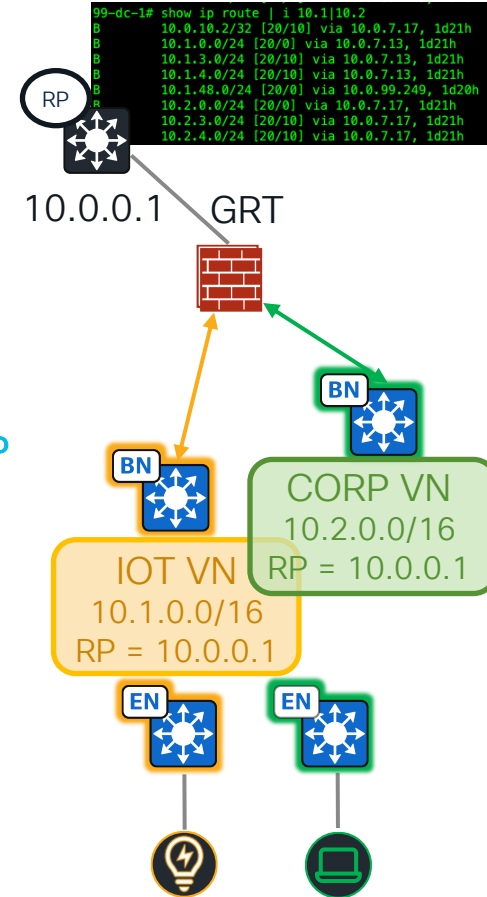 99-dc-1# show ip route | i 10.1|10.2
B 10.0.10.2/32 [20/10] via 10.0.7.17, 1d21h
B 10.1.0.0/24 [20/0] via 10.0.7.13, 1d21h
B 10.1.3.0/24 [20/10] via 10.0.7.13, 1d21h
B 10.1.4.0/24 [20/10] via 10.0.7.13, 1d21h
B 10.1.48.0/24 [20/0] via 10.0.99.249, 1d20h
B 10.2.0.0/24 [20/0] via 10.0.7.17, 1d21h
10.2.3.0/24 [20/10] via 10.0.7.17, 1d21h
10.2.4.0/24 [20/10] via 10.0.7.17, 1d21h
RP
10.0.0.1
GRT
BN
BN
CORP VN
10.2.0.0/16
RP = 10.0.0.1
IOT VN
10.1.0.0/16
RP = 10.0.0.1
EN
EN